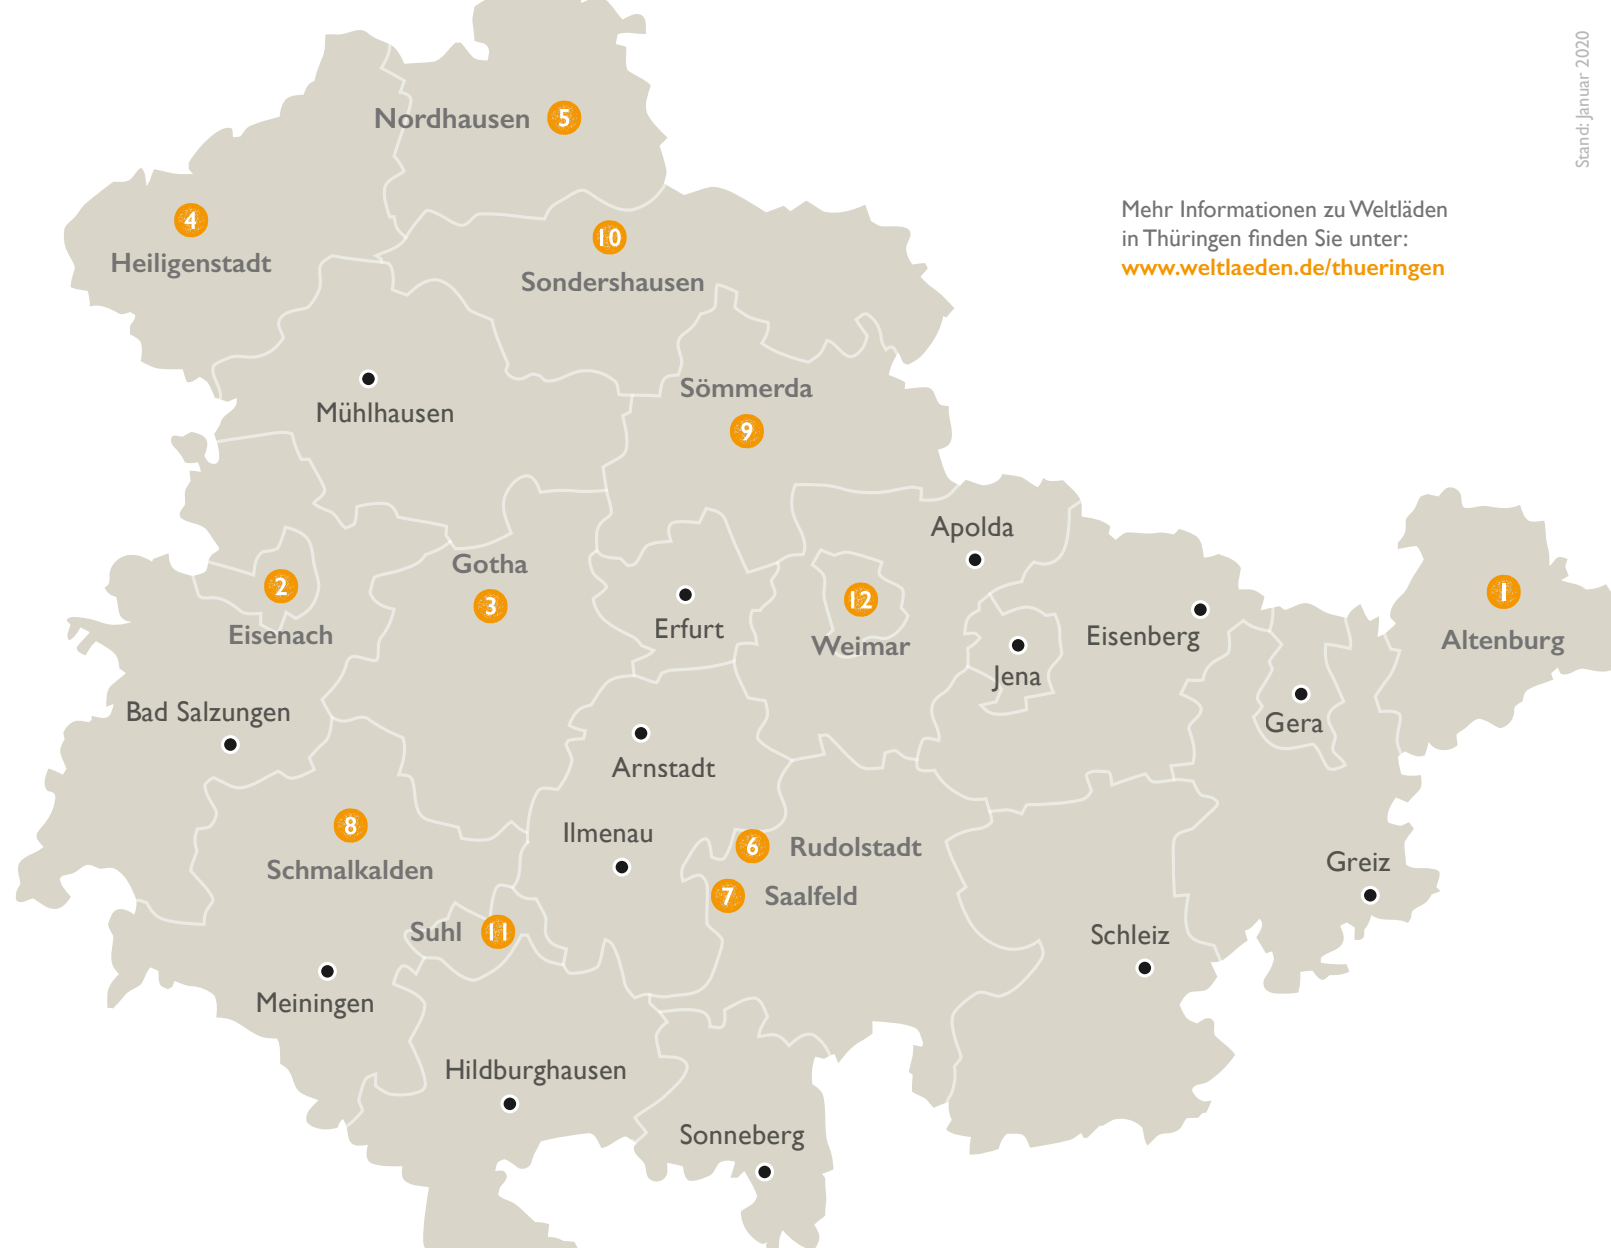 Stand: Januar 2020
Nordhausen 5
Mehr Informationen zu Weltläden
in Thüringen finden Sie unter:
www.weltlaeden.de/thueringen
4
Heiligenstadt
10
Sondershausen
Mühlhausen
Sömmerda
9
Apolda
Gotha
3
2
Eisenach
Erfurt
12
Weimar
Jena
Eisenberg
1
Altenburg
Bad Salzungen
Gera
Arnstadt
8
Schmalkalden
Ilmenau
6 Rudolstadt
7 Saalfeld
Greiz
Suhl 11
Schleiz
Meiningen
Hildburghausen
Sonneberg